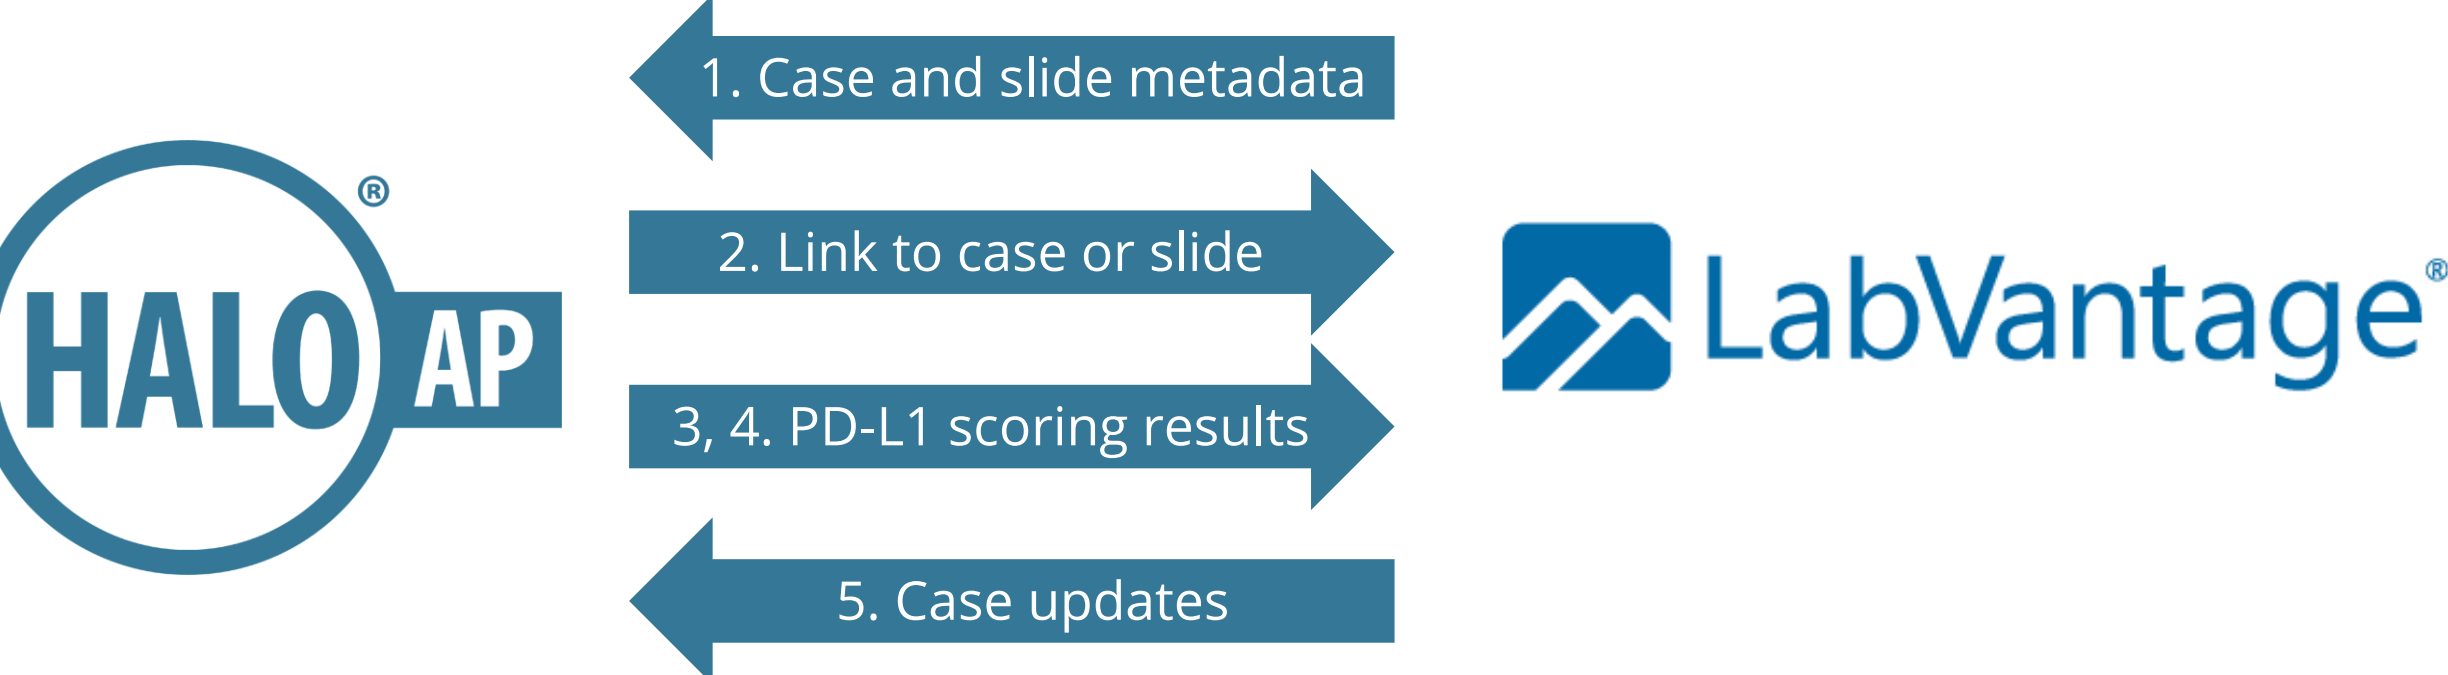 1. Case and slide metadata
®
HALO AP
2. Link to case or slide
LabVantage®
3, 4. PD-L1 scoring results
5. Case updates